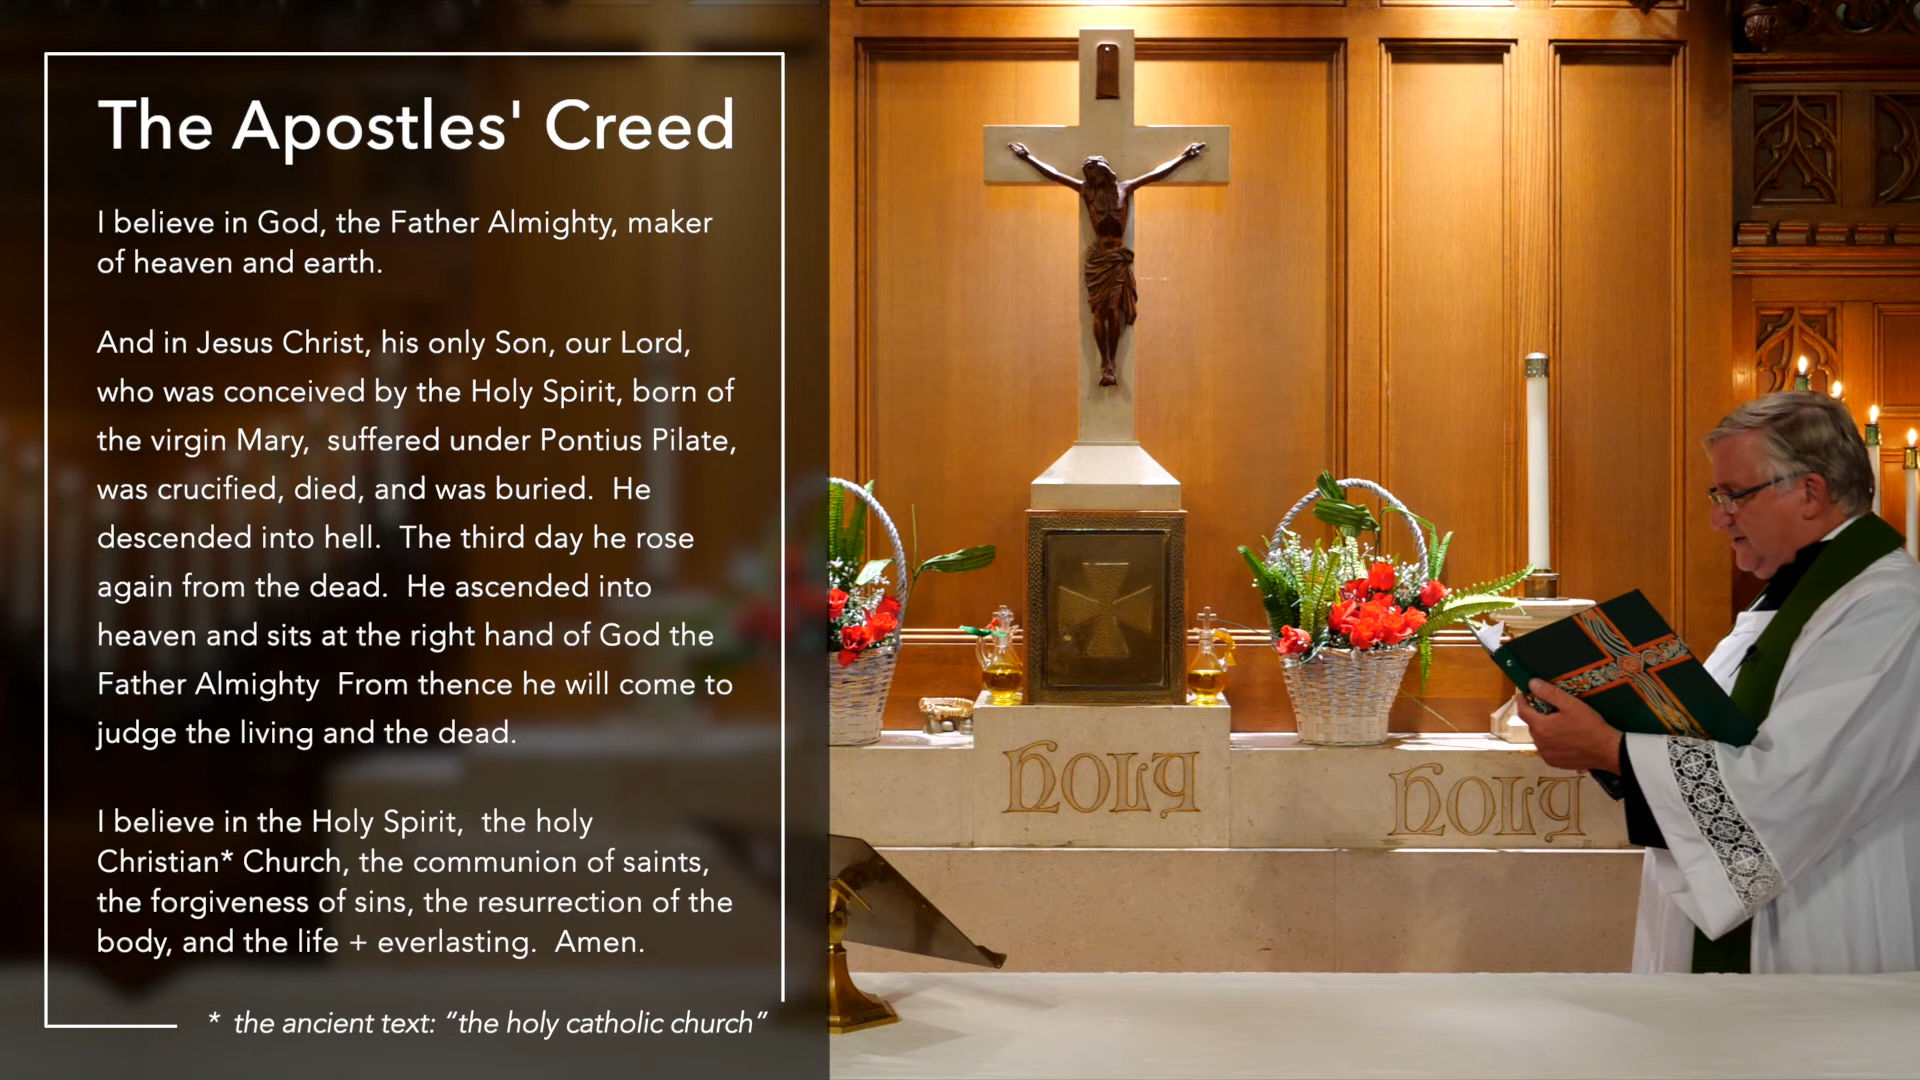 The Apostles' Creed
I believe in God, the Father Almighty, maker
of heaven and earth.
And in Jesus Christ, his only Son, our Lord,
who was conceived by the Holy Spirit, born of
the virgin Mary,  suffered under Pontius Pilate,
was crucified, died, and was buried.  He
descended into hell.  The third day he rose
again from the dead.  He ascended into
heaven and sits at the right hand of God the
Father Almighty  From thence he will come to
judge the living and the dead.
I believe in the Holy Spirit,  the holy
Christian* Church, the communion of saints,
the forgiveness of sins, the resurrection of the
body, and the life + everlasting.  Amen.
* the ancient text: “the holy catholic church”
HOLY
HOLY